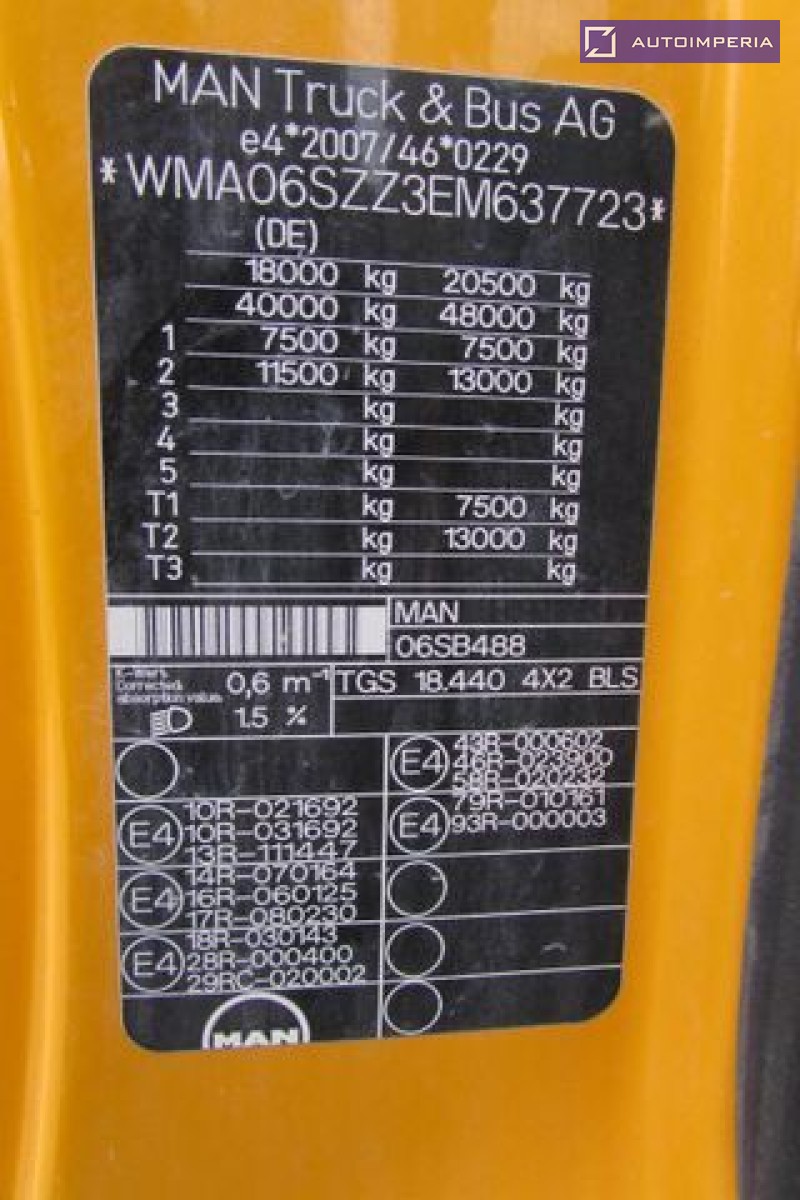 AUTOIMPERIA
MAN Truck & Bus AG
e4*2007/46*0229
*WMA06SZZ3EM637723*
(DE)
18000 kg 20500 kg
40000 kg 48000 kg
1 7500 kg 7500 kg
2 11500 kg 13000 kg
3 kg kg
4 kg kg
5 kg kg
T1 kg 7500 kg
T2 kg 13000 kg
T3 kg kg
MAN
06SB488
K-Wert
Corrected
absorption value
0,6 m⁻¹
1.5 %
TGS 18.440 4X2 BLS
E4
10R-021692
10R-031692
13R-111447
E4
14R-070164
16R-060125
17R-080230
E4
18R-030143
28R-000400
29RC-020002
E4
43R-000602
46R-023900
58R-020232
E4
79R-010161
93R-000003
MAN